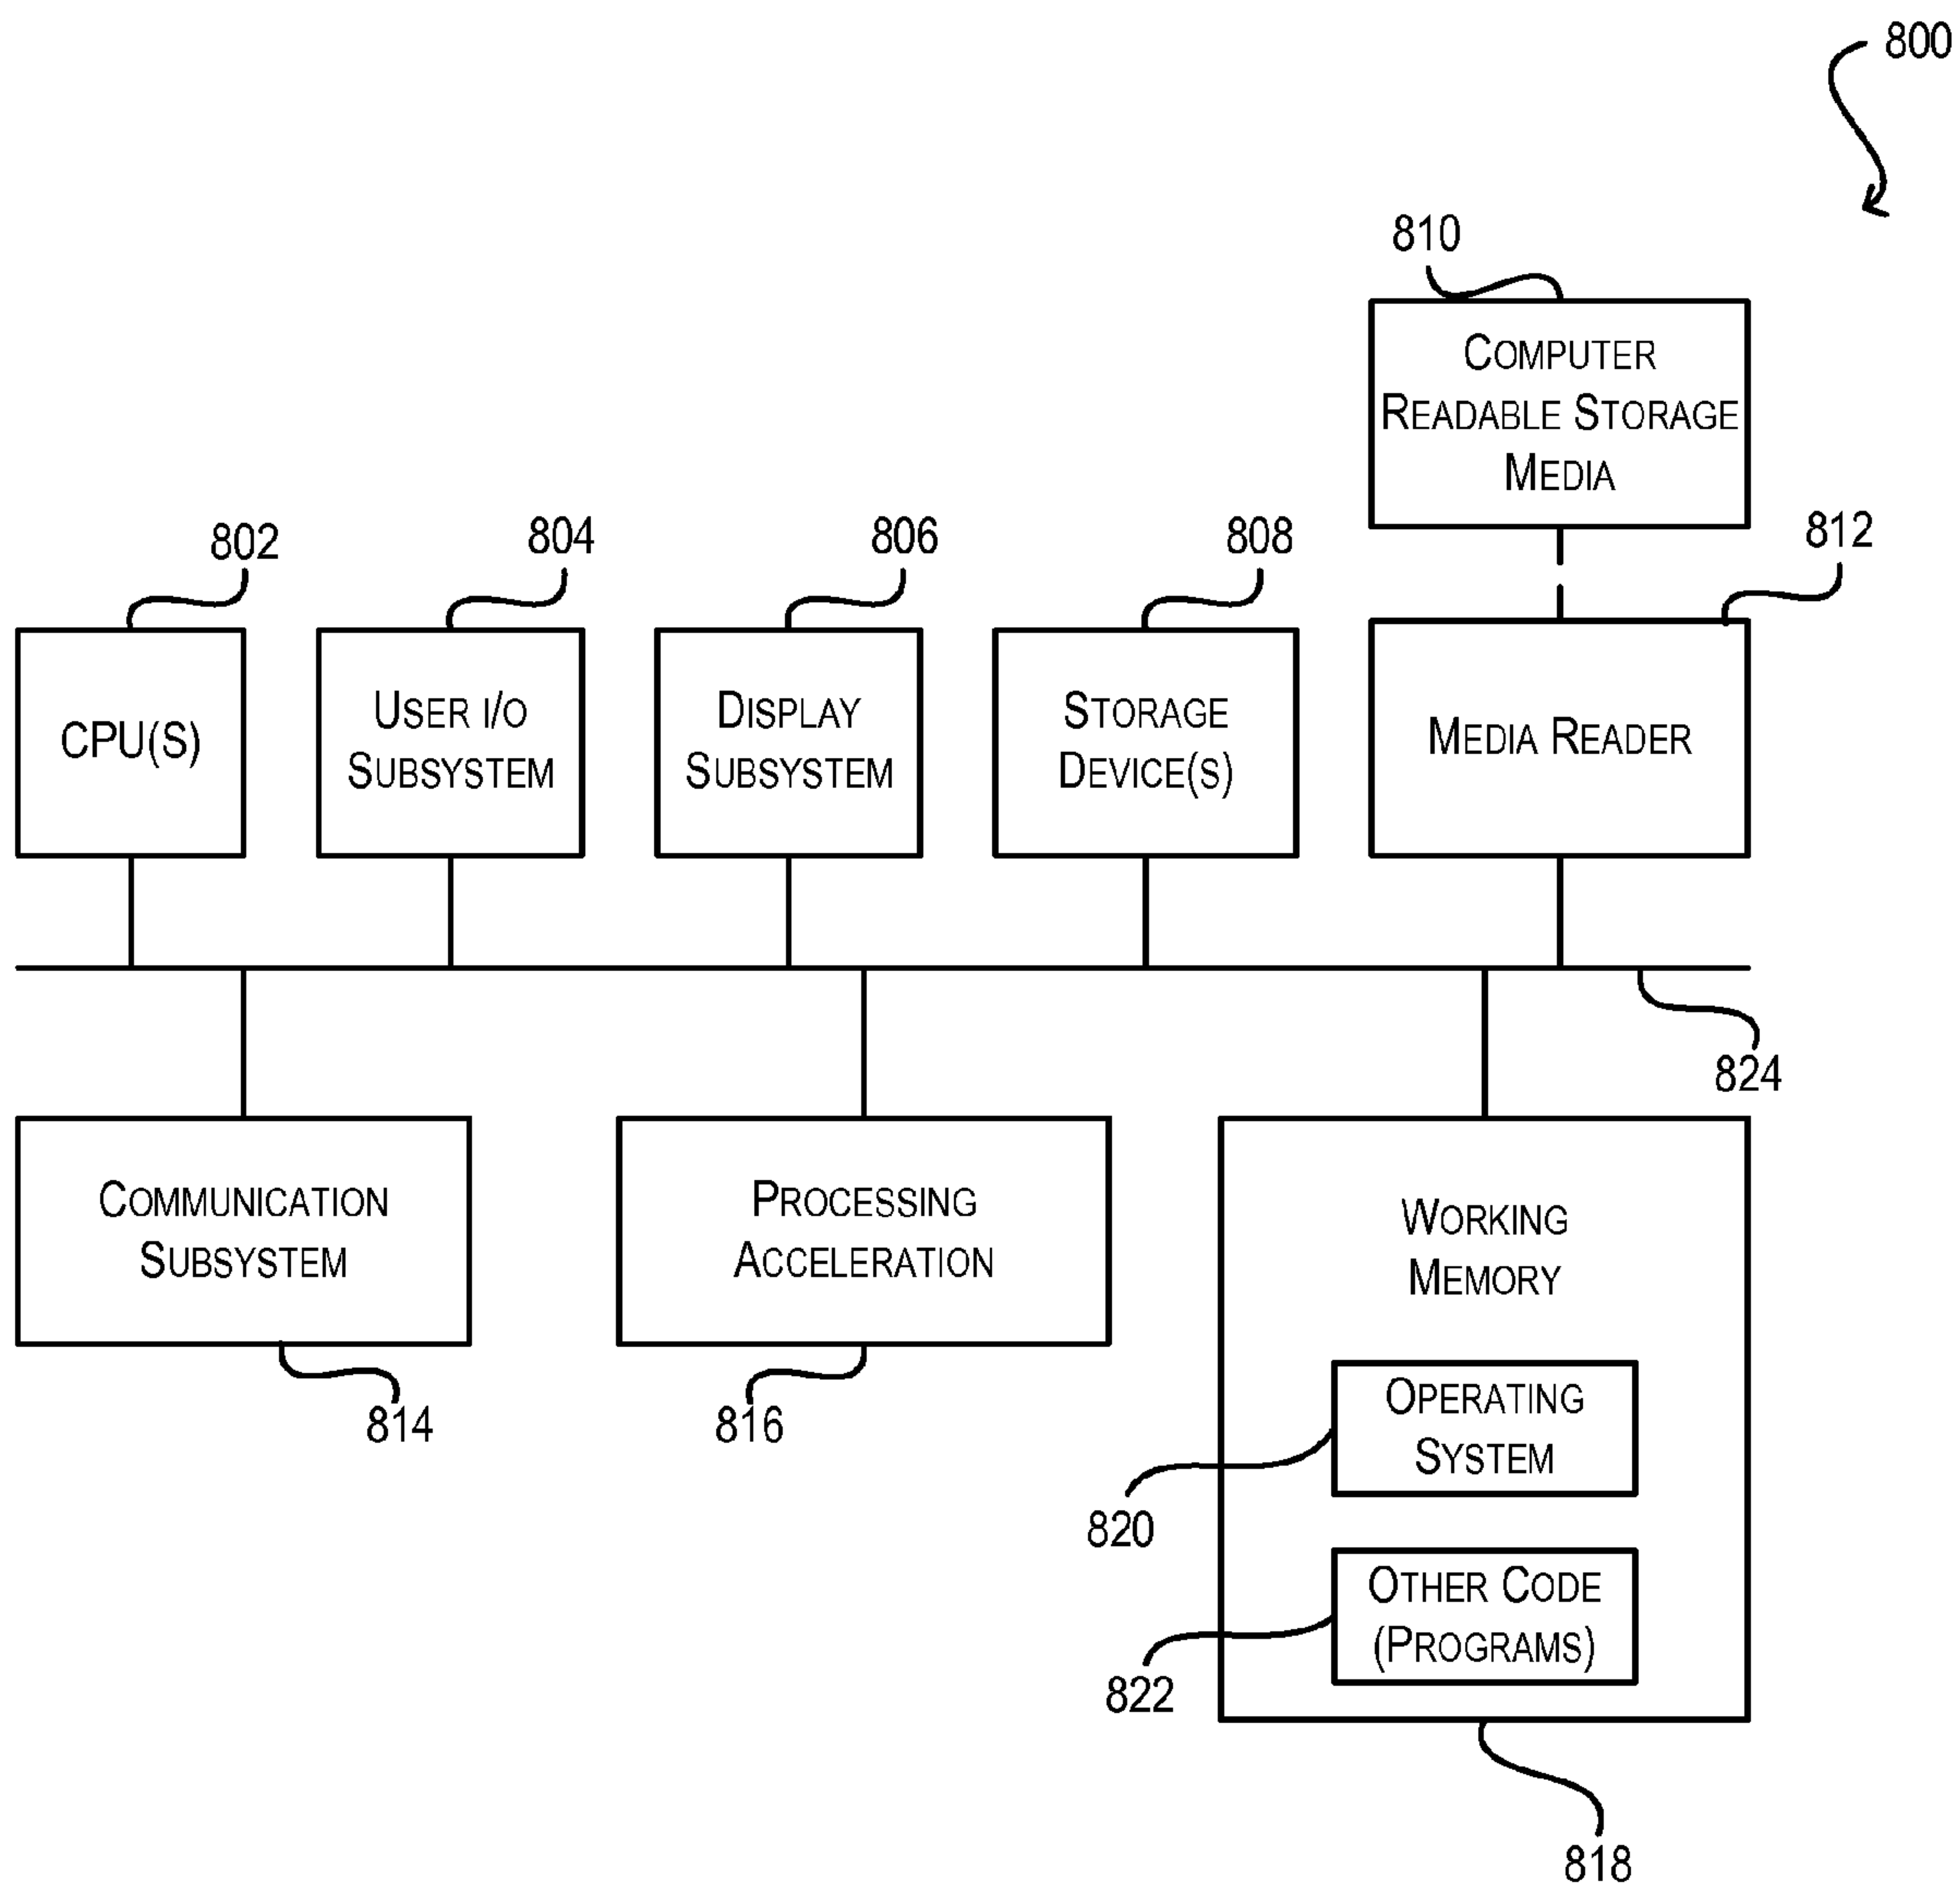 800
810
COMPUTER
READABLE STORAGE
MEDIA
812
802
804
806
808
CPU(S)
USER I/O
SUBSYSTEM
DISPLAY
SUBSYSTEM
STORAGE
DEVICE(S)
MEDIA READER
824
COMMUNICATION
SUBSYSTEM
814
PROCESSING
ACCELERATION
816
WORKING
MEMORY
OPERATING
SYSTEM
820
OTHER CODE
(PROGRAMS)
822
818